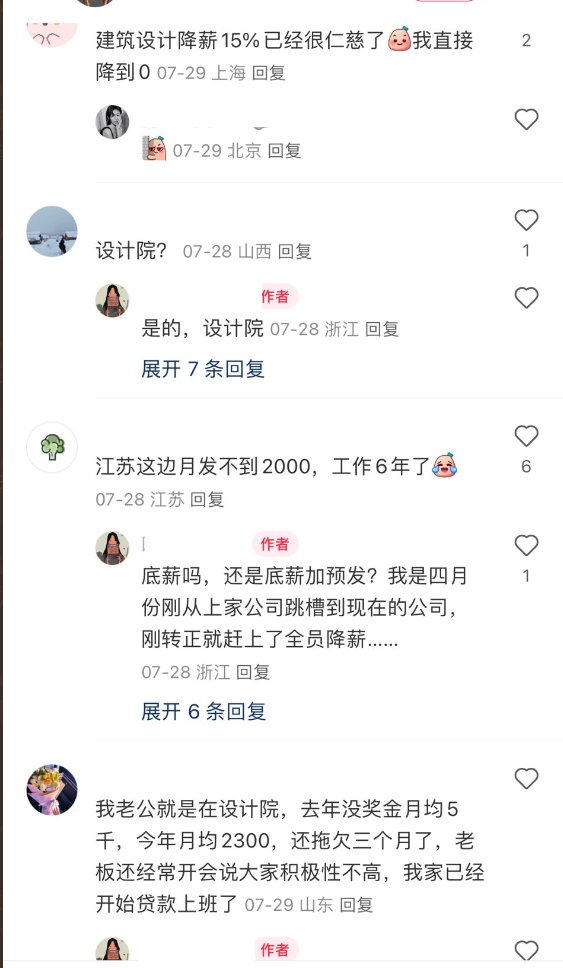 建筑设计降薪15%已经很仁慈了我直接
降到0 07-29 上海 回复
2
07-29 北京 回复
设计院？ 07-28 山西 回复
1
作者
是的，设计院 07-28 浙江 回复
展开 7 条回复
江苏这边月发不到2000，工作6年了
6
07-28 江苏 回复
作者
底薪吗，还是底薪加预发？我是四月
1
份刚从上家公司跳槽到现在的公司，
刚转正就赶上了全员降薪……
07-28 浙江 回复
展开 6 条回复
我老公就是在设计院，去年没奖金月均5
千，今年月均2300，还拖欠三个月了，老
板还经常开会说大家积极性不高，我家已经
开始贷款上班了 07-29 山东 回复
作者